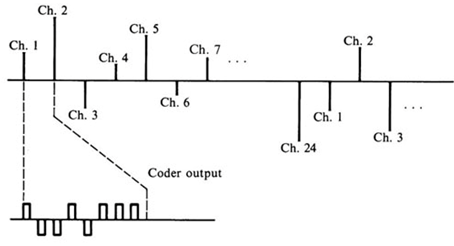 Ch. 1
Ch. 2
Ch. 3
Ch. 4
Ch. 5
Ch. 6
Ch. 7
. . .
Ch. 24
Ch. 1
Ch. 2
Ch. 3
. . .
Coder output